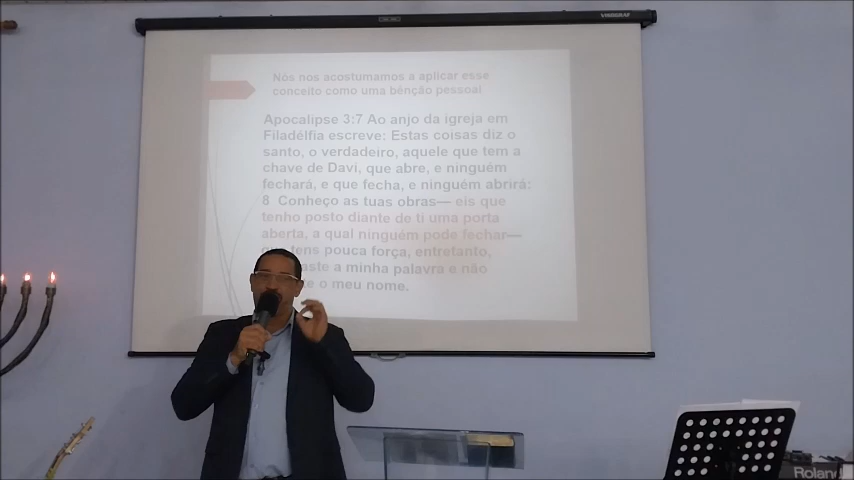 VMAXGRAF
Nós nos acostumamos a aplicar esse
conceito como uma bênção pessoal
Apocalipse 3:7 Ao anjo da igreja em
Filadélfia escreve: Estas coisas diz o
santo, o verdadeiro, aquele que tem a
chave de Davi, que abre, e ninguém
fechará, e que fecha, e ninguém abrirá:
8 Conheço as tuas obras— eis que
tenho posto diante de ti uma porta
aberta, a qual ninguém pode fechar—
tens pouca força, entretanto,
a minha palavra e não
o meu nome.
Roland